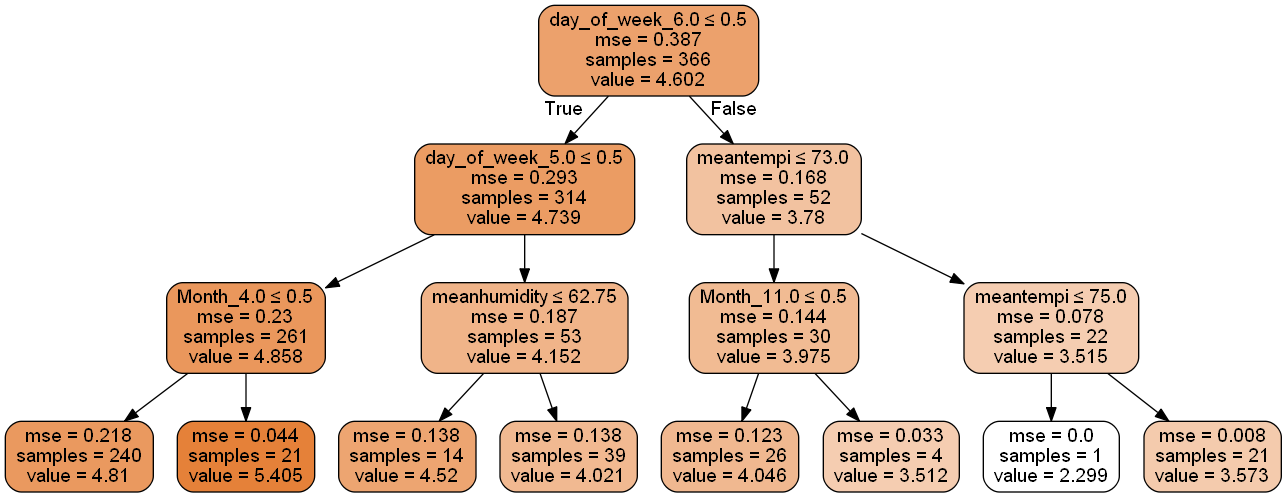 day_of_week_6.0 ≤ 0.5
mse = 0.387
samples = 366
value = 4.602
True
False
day_of_week_5.0 ≤ 0.5
mse = 0.293
samples = 314
value = 4.739
meantempi ≤ 73.0
mse = 0.168
samples = 52
value = 3.78
Month_4.0 ≤ 0.5
mse = 0.23
samples = 261
value = 4.858
meanhumidity ≤ 62.75
mse = 0.187
samples = 53
value = 4.152
Month_11.0 ≤ 0.5
mse = 0.144
samples = 30
value = 3.975
meantempi ≤ 75.0
mse = 0.078
samples = 22
value = 3.515
mse = 0.218
samples = 240
value = 4.81
mse = 0.044
samples = 21
value = 5.405
mse = 0.138
samples = 14
value = 4.52
mse = 0.138
samples = 39
value = 4.021
mse = 0.123
samples = 26
value = 4.046
mse = 0.033
samples = 4
value = 3.512
mse = 0.0
samples = 1
value = 2.299
mse = 0.008
samples = 21
value = 3.573